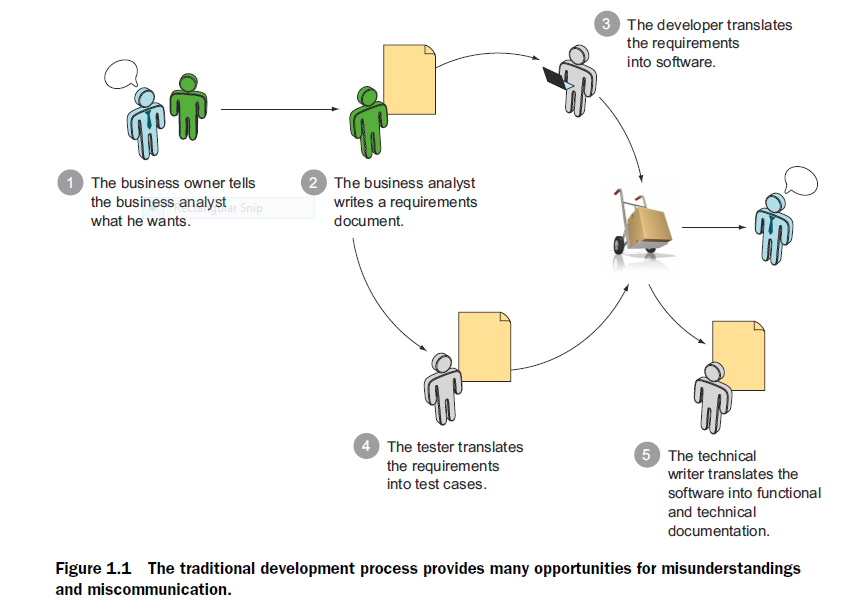 3 The developer translates
the requirements
into software.
1 The business owner tells
the business analyst
what he wants.
Rectangular Snip
2 The business analyst
writes a requirements
document.
4 The tester translates
the requirements
into test cases.
5 The technical
writer translates the
software into functional
and technical
documentation.
Figure 1.1 The traditional development process provides many opportunities for misunderstandings
and miscommunication.